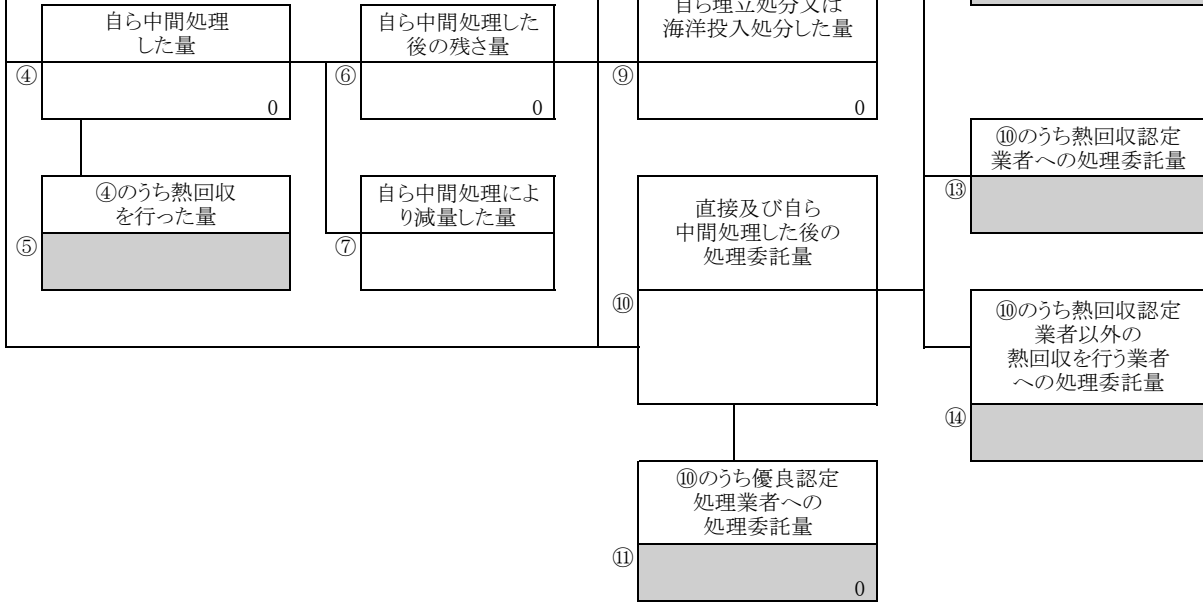 自ら中間処理
した量
④
0
④のうち熱回収
を行った量
⑤
自ら中間処理した
後の残さ量
⑥
0
自ら中間処理によ
り減量した量
⑦
自ら埋立処分又は
海洋投入処分した量
⑨
0
直接及び自ら
中間処理した後の
処理委託量
⑩
⑩のうち優良認定
処理業者への
処理委託量
⑪
0
⑩のうち熱回収認定
業者への処理委託量
⑬
⑩のうち熱回収認定
業者以外の
熱回収を行う業者
への処理委託量
⑭